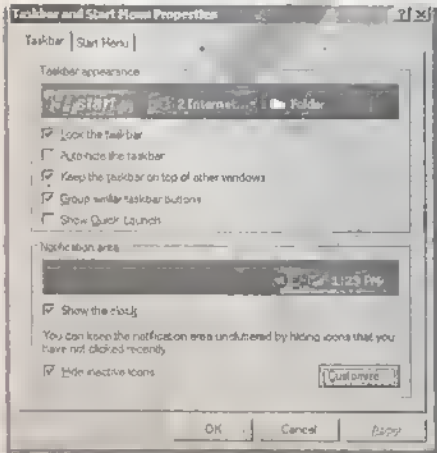 Taskbar and Start Menu Properties
Taskbar
Start Menu
Taskbar appearance
start
2 Internet...
Folder
Lock the taskbar
Auto-hide the taskbar
Keep the taskbar on top of other windows
Group similar taskbar buttons
Show Quick Launch
Notification area
1:29 PM
Show the clock
You can keep the notification area uncluttered by hiding icons that you
have not clicked recently.
Hide inactive icons
Customize...
OK
Cancel
Apply